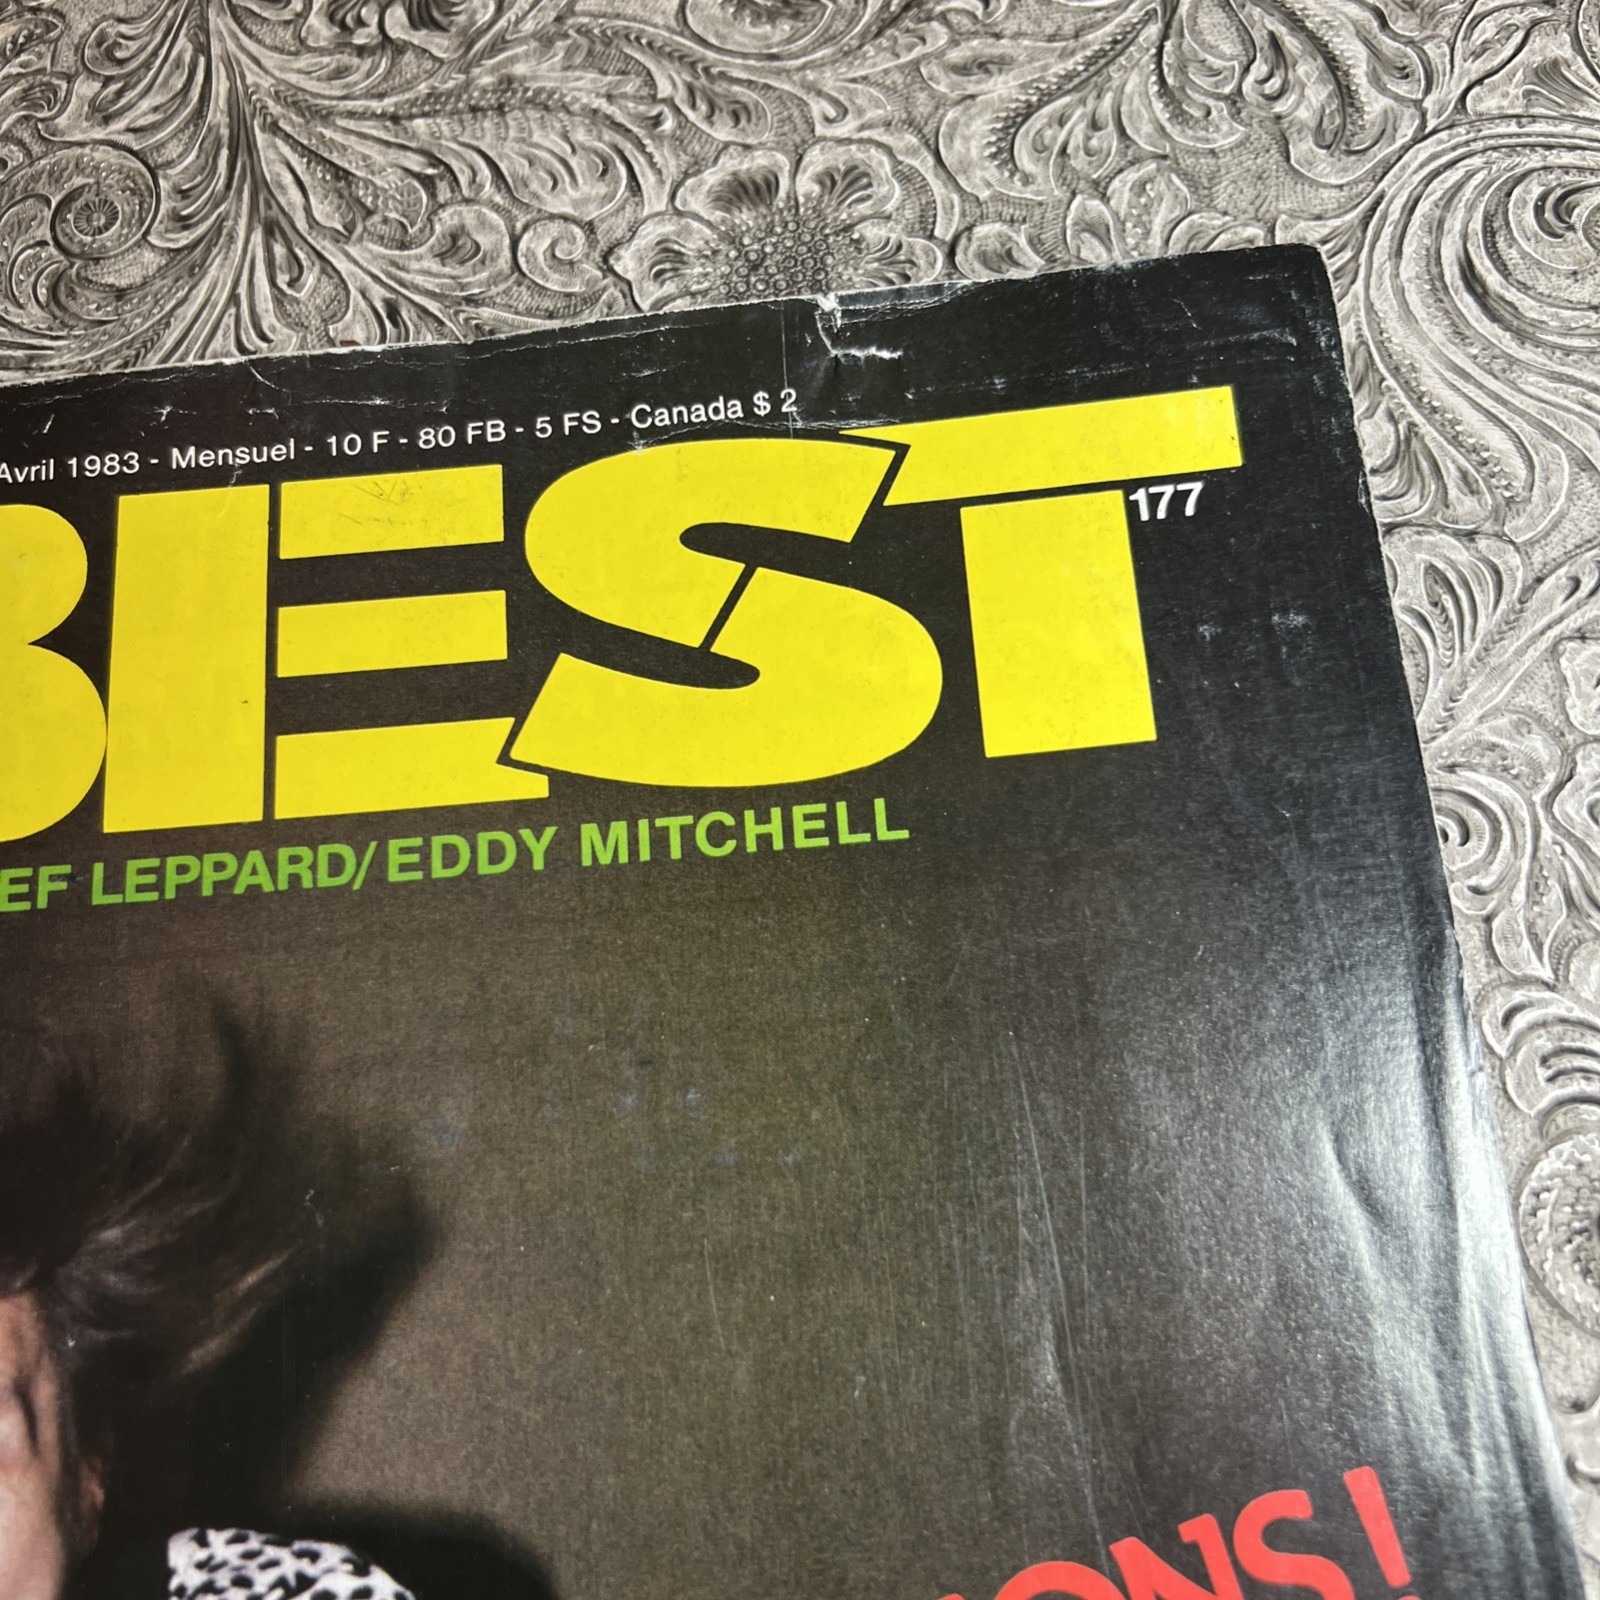 Avril 1983 - Mensuel - 10 F - 80 FB - 5 FS - Canada $ 2
BEST
177
EF LEPPARD/EDDY MITCHELL
ONS!